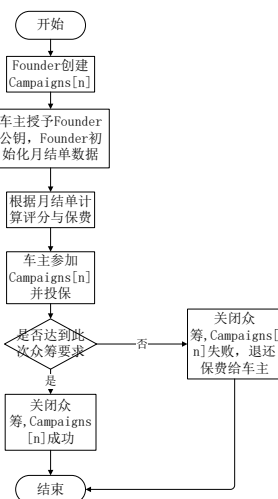 开始
Founder创建
Campaigns[n]
车主授予Founder
公钥，Founder初
始化月结单数据
根据月结单计
算评分与保费
车主参加
Campaigns[n]
并投保
是否达到此
次众筹要求
否
关闭众
筹,Campaigns[
n]失败，退还
保费给车主
是
关闭众
筹,Campaigns
[n]成功
结束